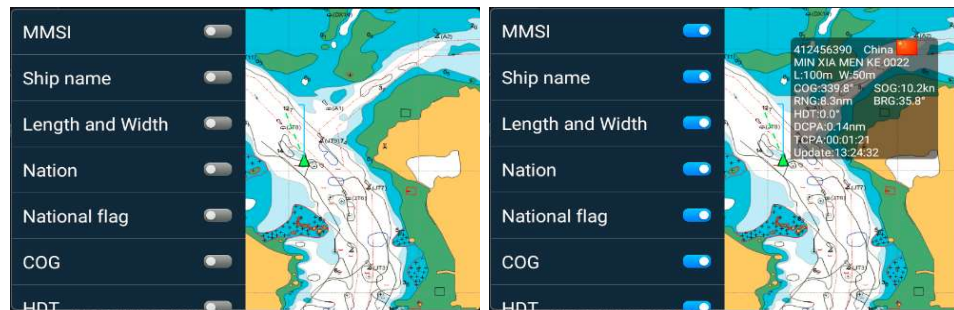 MMSI
Ship name
Length and Width
Nation
National flag
COG
HDT
MMSI
Ship name
Length and Width
Nation
National flag
COG
HDT
412456390 China
MIN XIA MEN KE 0022
L:100m W:50m
COG:339.8° SOG:10.2kn
RNG:8.3nm BRG:35.8°
HDT:0.0°
DCPA:0.14nm
TCPA:00:01:21
Update:13:24:32